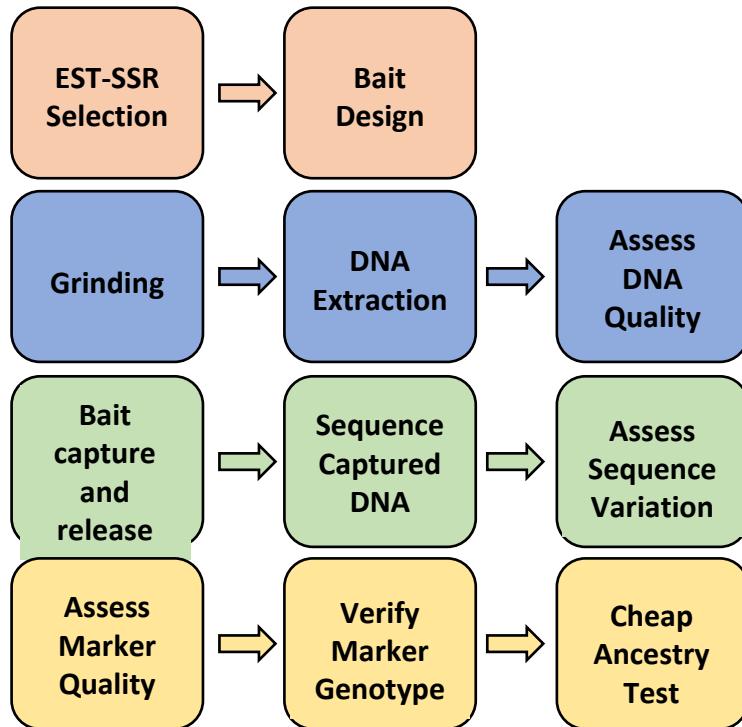 EST-SSR
Selection
Bait
Design
Grinding
DNA
Extraction
Assess
DNA
Quality
Bait
capture
and
release
Sequence
Captured
DNA
Assess
Sequence
Variation
Assess
Marker
Quality
Verify
Marker
Genotype
Cheap
Ancestry
Test